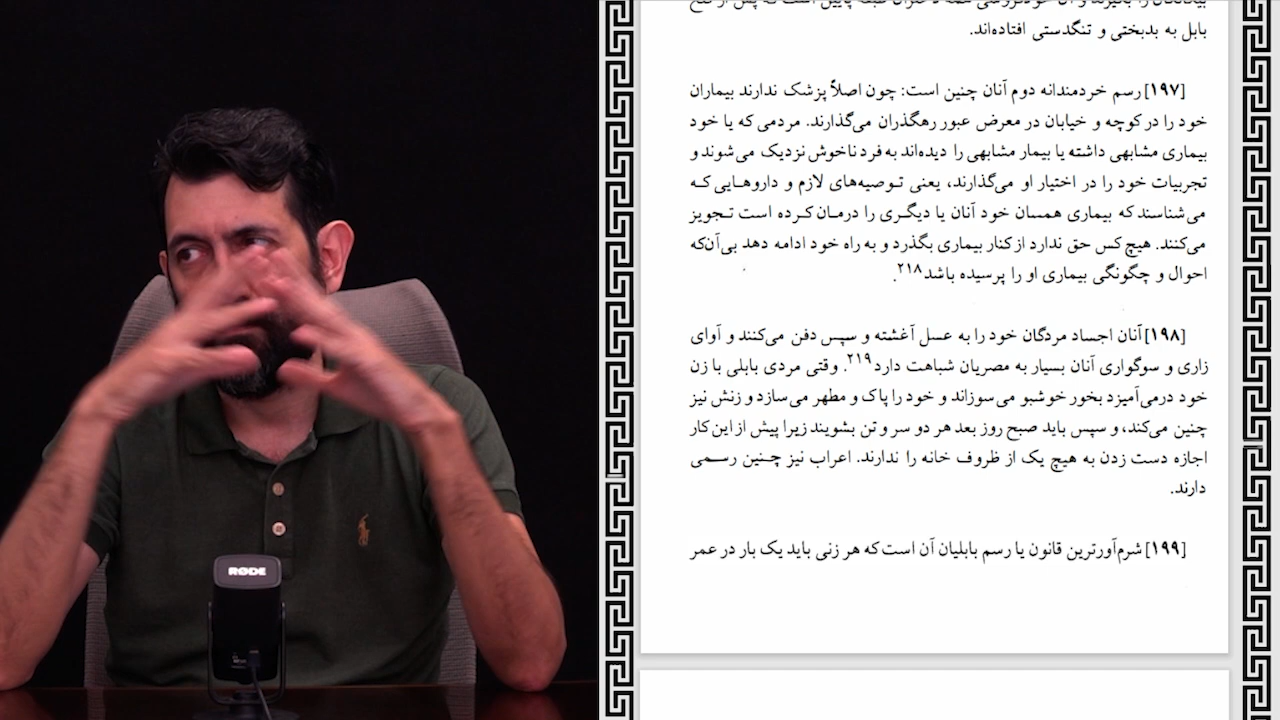 بابل به بدبختی و تنگدستی افتاده‌اند.
[۱۹۷] رسم خردمندانه دوم آنان چنین است: چون اصلاً پزشک ندارند بیماران
خود را در کوچه و خیابان در معرض عبور رهگذران می‌گذارند. مردمی که یا خود
بیماری مشابهی داشته یا بیمار مشابهی را دیده‌اند به فرد ناخوش نزدیک می‌شوند و
تجربیات خود را در اختیار او می‌گذارند، یعنی توصیه‌های لازم و داروهایی که
می‌شناسند که بیماری همسان خود آنان یا دیگری را درمان کرده است تجویز
می‌کنند. هیچ کس حق ندارد از کنار بیماری بگذرد و به راه خود ادامه دهد بی‌آن‌که
احوال و چگونگی بیماری او را پرسیده باشد۲۱۸.
[۱۹۸] آنان اجساد مردگان خود را به عسل آغشته و سپس دفن می‌کنند و آوای
زاری و سوگواری آنان بسیار به مصریان شباهت دارد۲۱۹. وقتی مردی بابلی با زن
خود درمی‌آمیزد بخور خوشبو می‌سوزاند و خود را پاک و مطهر می‌سازد و زنش نیز
چنین می‌کند، و سپس باید صبح روز بعد هر دو سر و تن بشویند زیرا پیش از این کار
اجازه دست زدن به هیچ یک از ظروف خانه را ندارند. اعراب نیز چنین رسمی
دارند.
[۱۹۹] شرم‌آورترین قانون یا رسم بابلیان آن است که هر زنی باید یک بار در عمر
RØDE